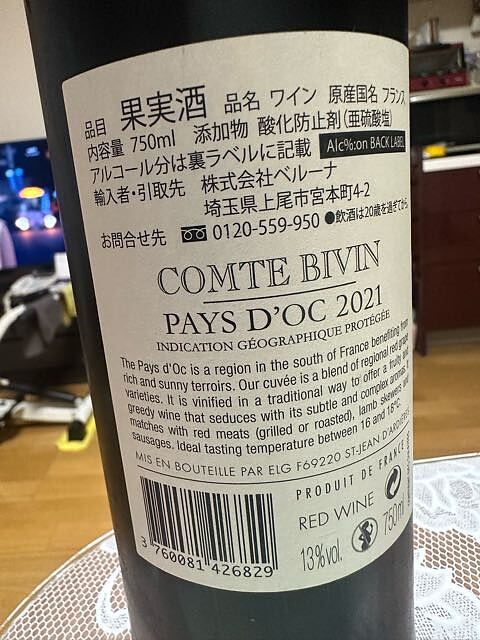 品目 果実酒 品名 ワイン 原産国名 フランス
内容量 750ml 添加物 酸化防止剤(亜硫酸塩)
アルコール分は裏ラベルに記載 Alc%:on BACK LABEL
輸入者・引取先 株式会社ベルーナ
埼玉県上尾市宮本町4-2
お問合せ先 0120-559-950 ●飲酒は20歳を過ぎてから
COMTE BIVIN
PAYS D'OC 2021
INDICATION GÉOGRAPHIQUE PROTÉGÉE
The Pays d'Oc is a region in the south of France benefiting from
rich and sunny terroirs. Our cuvée is a blend of regional red grape
varieties. It is vinified in a traditional way to offer a fruity and
greedy wine that seduces with its subtle and complex aromas. It
matches with red meats (grilled or roasted), lamb skewers and
sausages. Ideal tasting temperature between 16 and 18°C.
MIS EN BOUTEILLE PAR ELG F69220 ST-JEAN D'ARDIÈRES
PRODUIT DE FRANCE
RED WINE
13%vol. 750ml
3 760081 426829